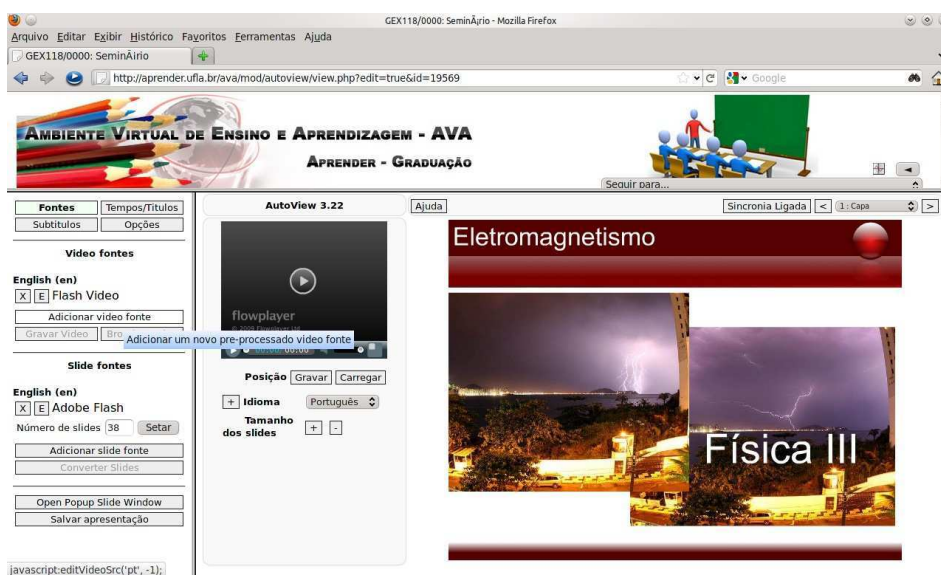 GEX118/0000: SeminÃ¡rio - Mozilla Firefox
Arquivo Editar Exibir Histórico Favoritos Ferramentas Ajuda
GEX118/0000: SeminÃ¡rio
http://aprender.ufla.br/ava/mod/autoview/view.php?edit=true&id=19569
Google
Ambiente Virtual de Ensino e Aprendizagem - AVA
Aprender - Graduação
Seguir para...
Fontes Tempos/Titulos
Subtitulos Opções
AutoView 3.22
Ajuda
Sincronia Ligada < 1: Capa >
Video fontes
English (en)
X E Flash Video
Adicionar video fonte
Gravar Video Bro
Adicionar um novo pre-processado video fonte
Slide fontes
English (en)
X E Adobe Flash
Número de slides 38 Setar
Adicionar slide fonte
Converter Slides
Open Popup Slide Window
Salvar apresentação
flowplayer
00:00 00:00
Posição Gravar Carregar
+ Idioma Português
Tamanho
dos slides + -
Eletromagnetismo
Física III
javascript:editVideoSrc('pt', -1);